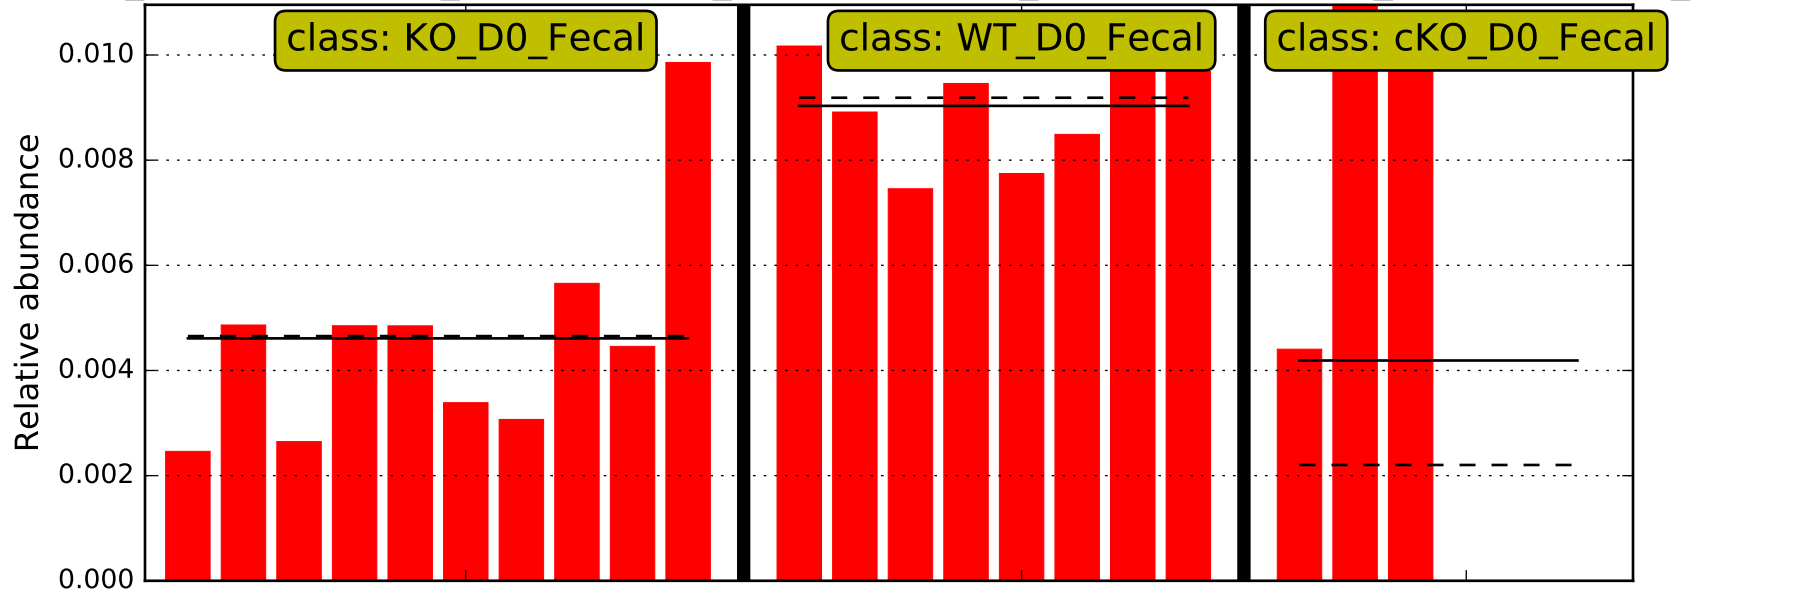 class: KO_D0_Fecal
class: WT_D0_Fecal
class: cKO_D0_Fecal
Relative abundance
0.010
0.008
0.006
0.004
0.002
0.000